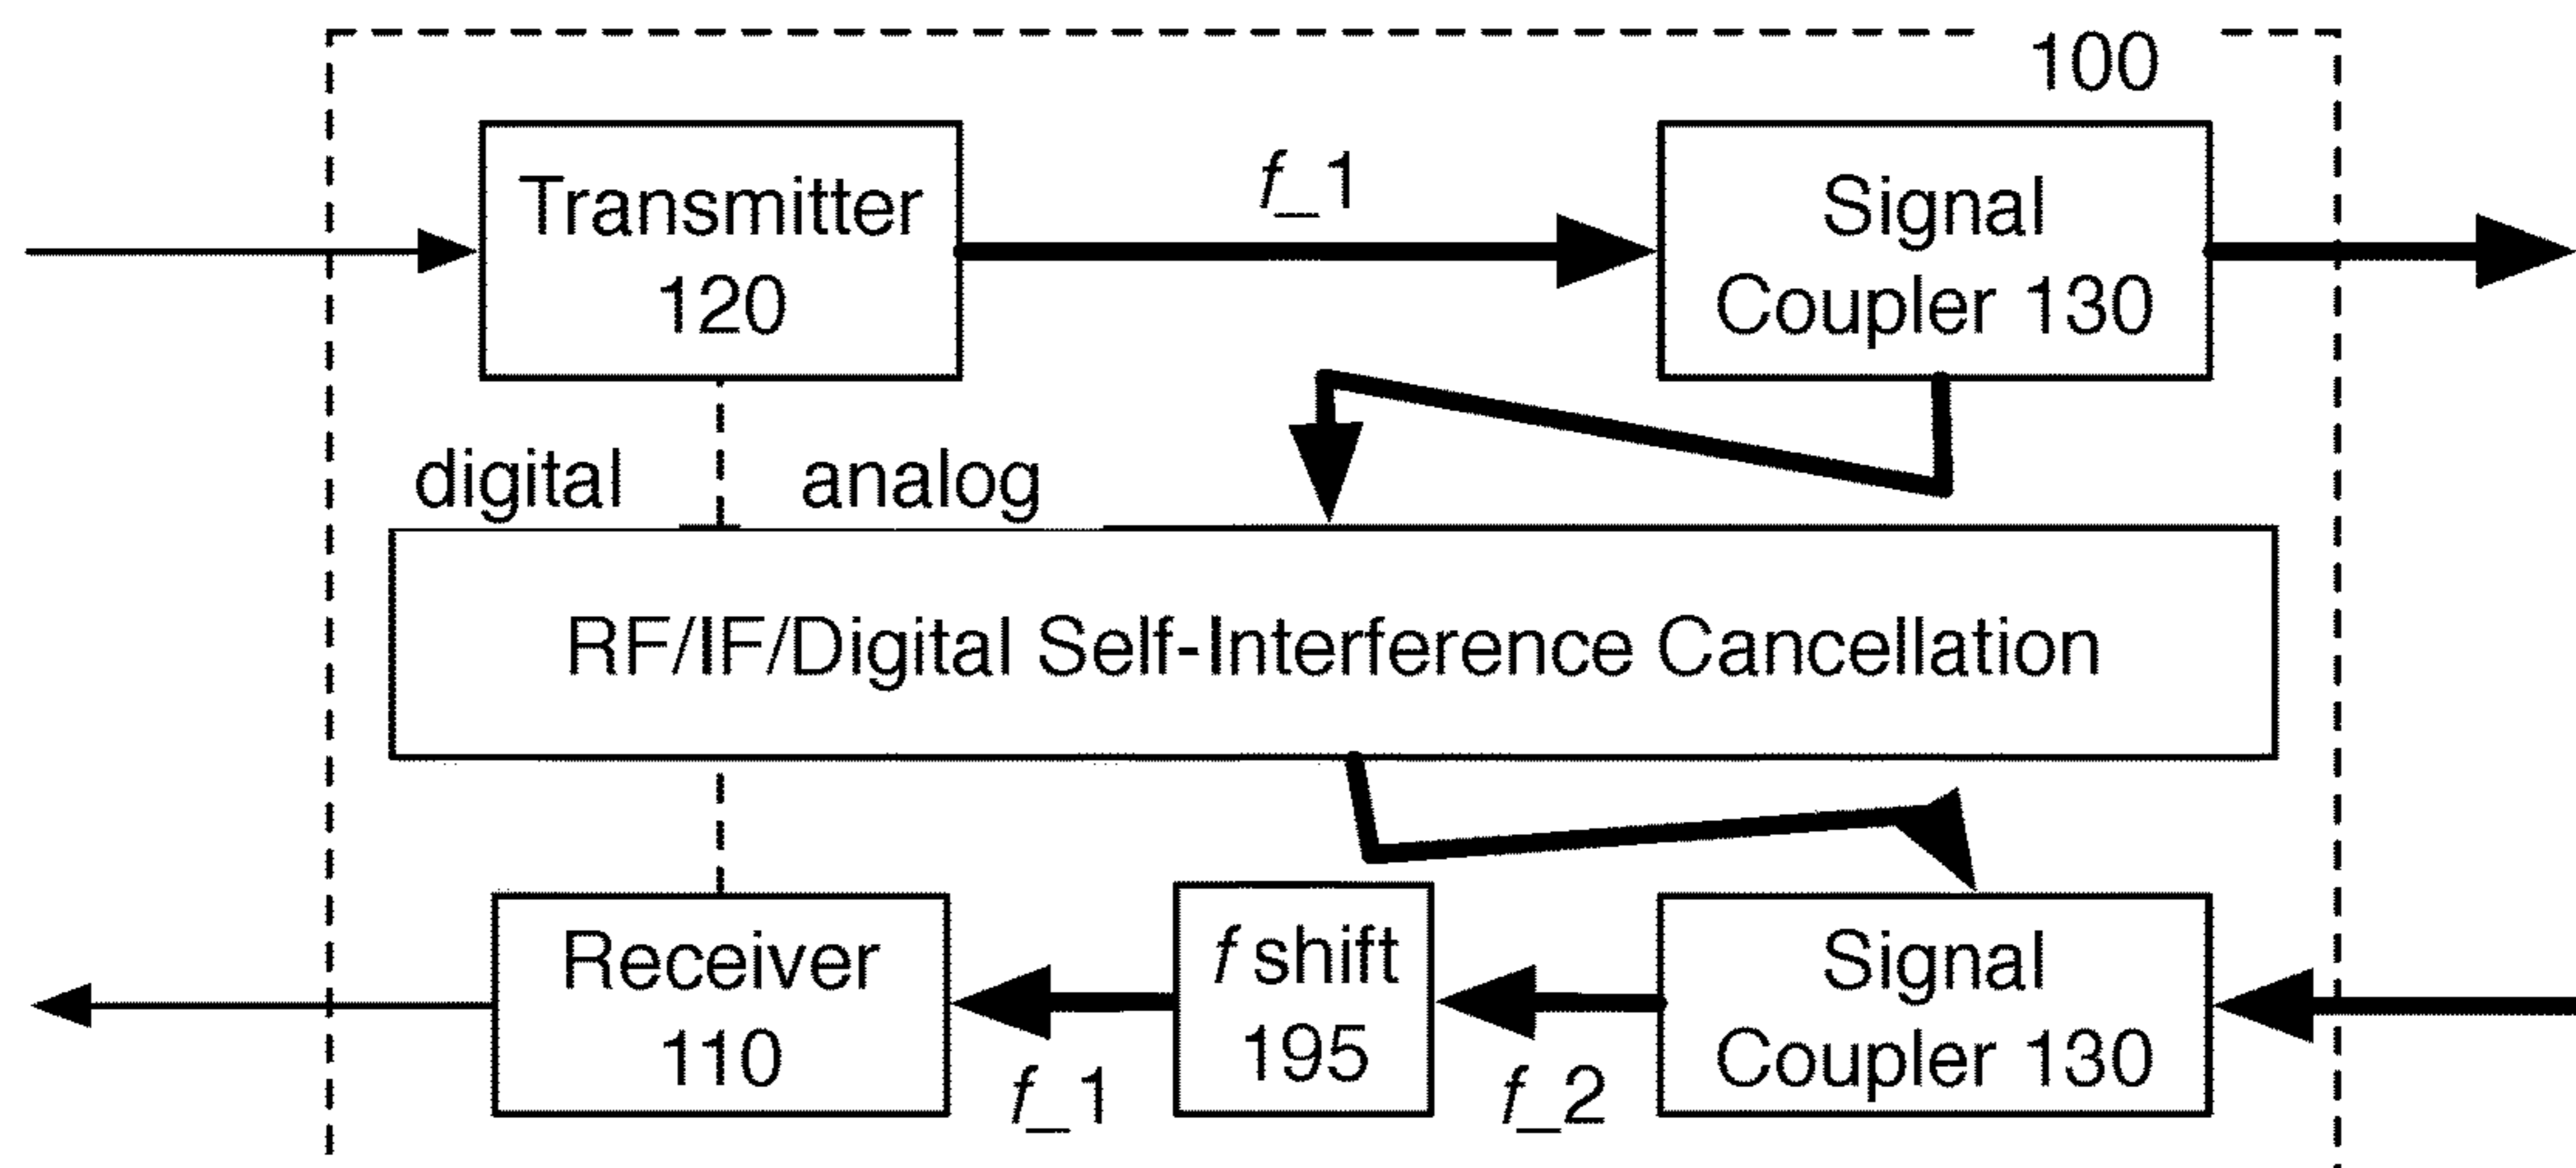 100
Transmitter
120
f_1
Signal
Coupler 130
digital
analog
RF/IF/Digital Self-Interference Cancellation
Receiver
110
f_1
f shift
195
f_2
Signal
Coupler 130